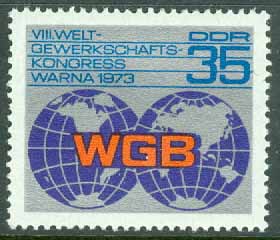 VIII. WELT-
GEWERKSCHAFTS-
KONGRESS
WARNA 1973
DDR
35
WGB